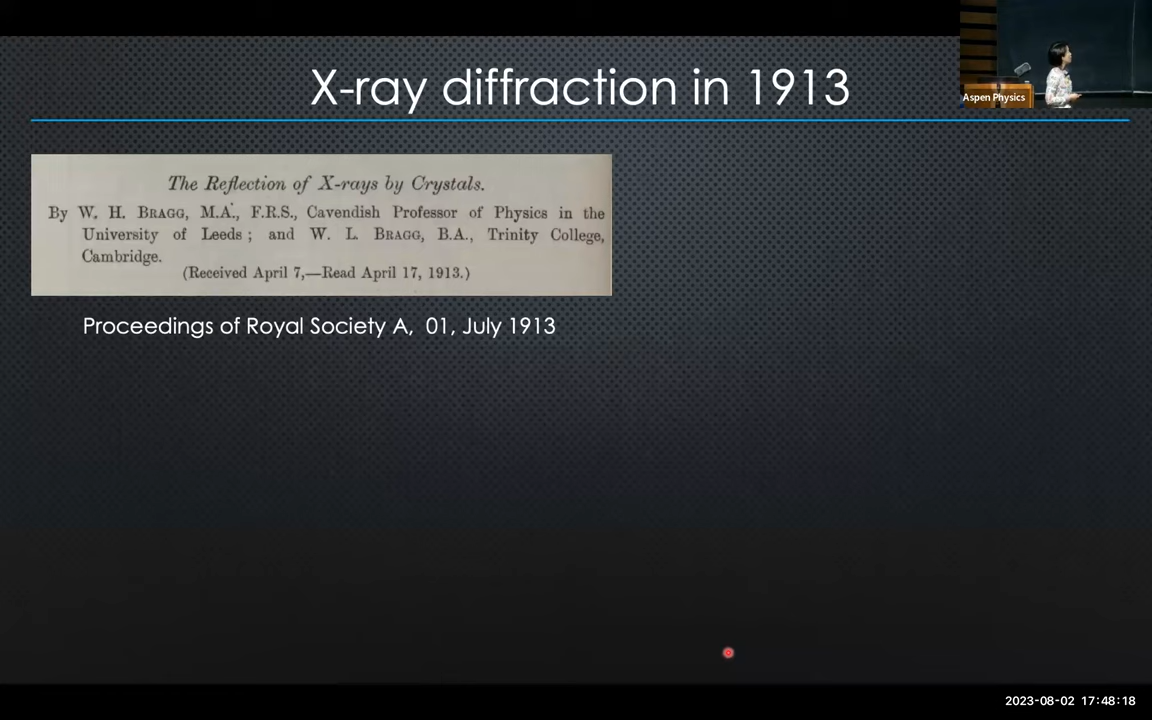 X-ray diffraction in 1913
Aspen Physics
The Reflection of X-rays by Crystals.
By W. H. BRAGG, M.A., F.R.S., Cavendish Professor of Physics in the
University of Leeds ; and W. L. BRAGG, B.A., Trinity College,
Cambridge.
(Received April 7,—Read April 17, 1913.)
Proceedings of Royal Society A, 01, July 1913
2023-08-02 17:48:18